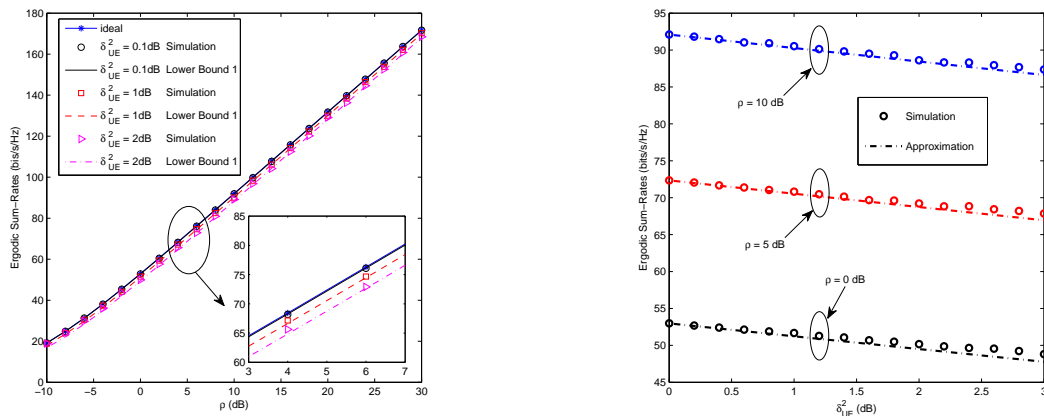 180
160
140
120
100
80
60
40
20
0
Ergodic Sum−Rates (bits/s/Hz)
ideal
δ²UE = 0.1dB Simulation
δ²UE = 0.1dB Lower Bound 1
δ²UE = 1dB Simulation
δ²UE = 1dB Lower Bound 1
δ²UE = 2dB Simulation
δ²UE = 2dB Lower Bound 1
85
80
75
70
65
60
3 4 5 6 7
−10 −5 0 5 10 15 20 25 30
ρ (dB)
95
90
85
80
75
70
65
60
55
50
45
Ergodic Sum−Rates (bits/s/Hz)
ρ = 10 dB
Simulation
Approximation
ρ = 5 dB
ρ = 0 dB
0 0.5 1 1.5 2 2.5 3
δ²UE (dB)